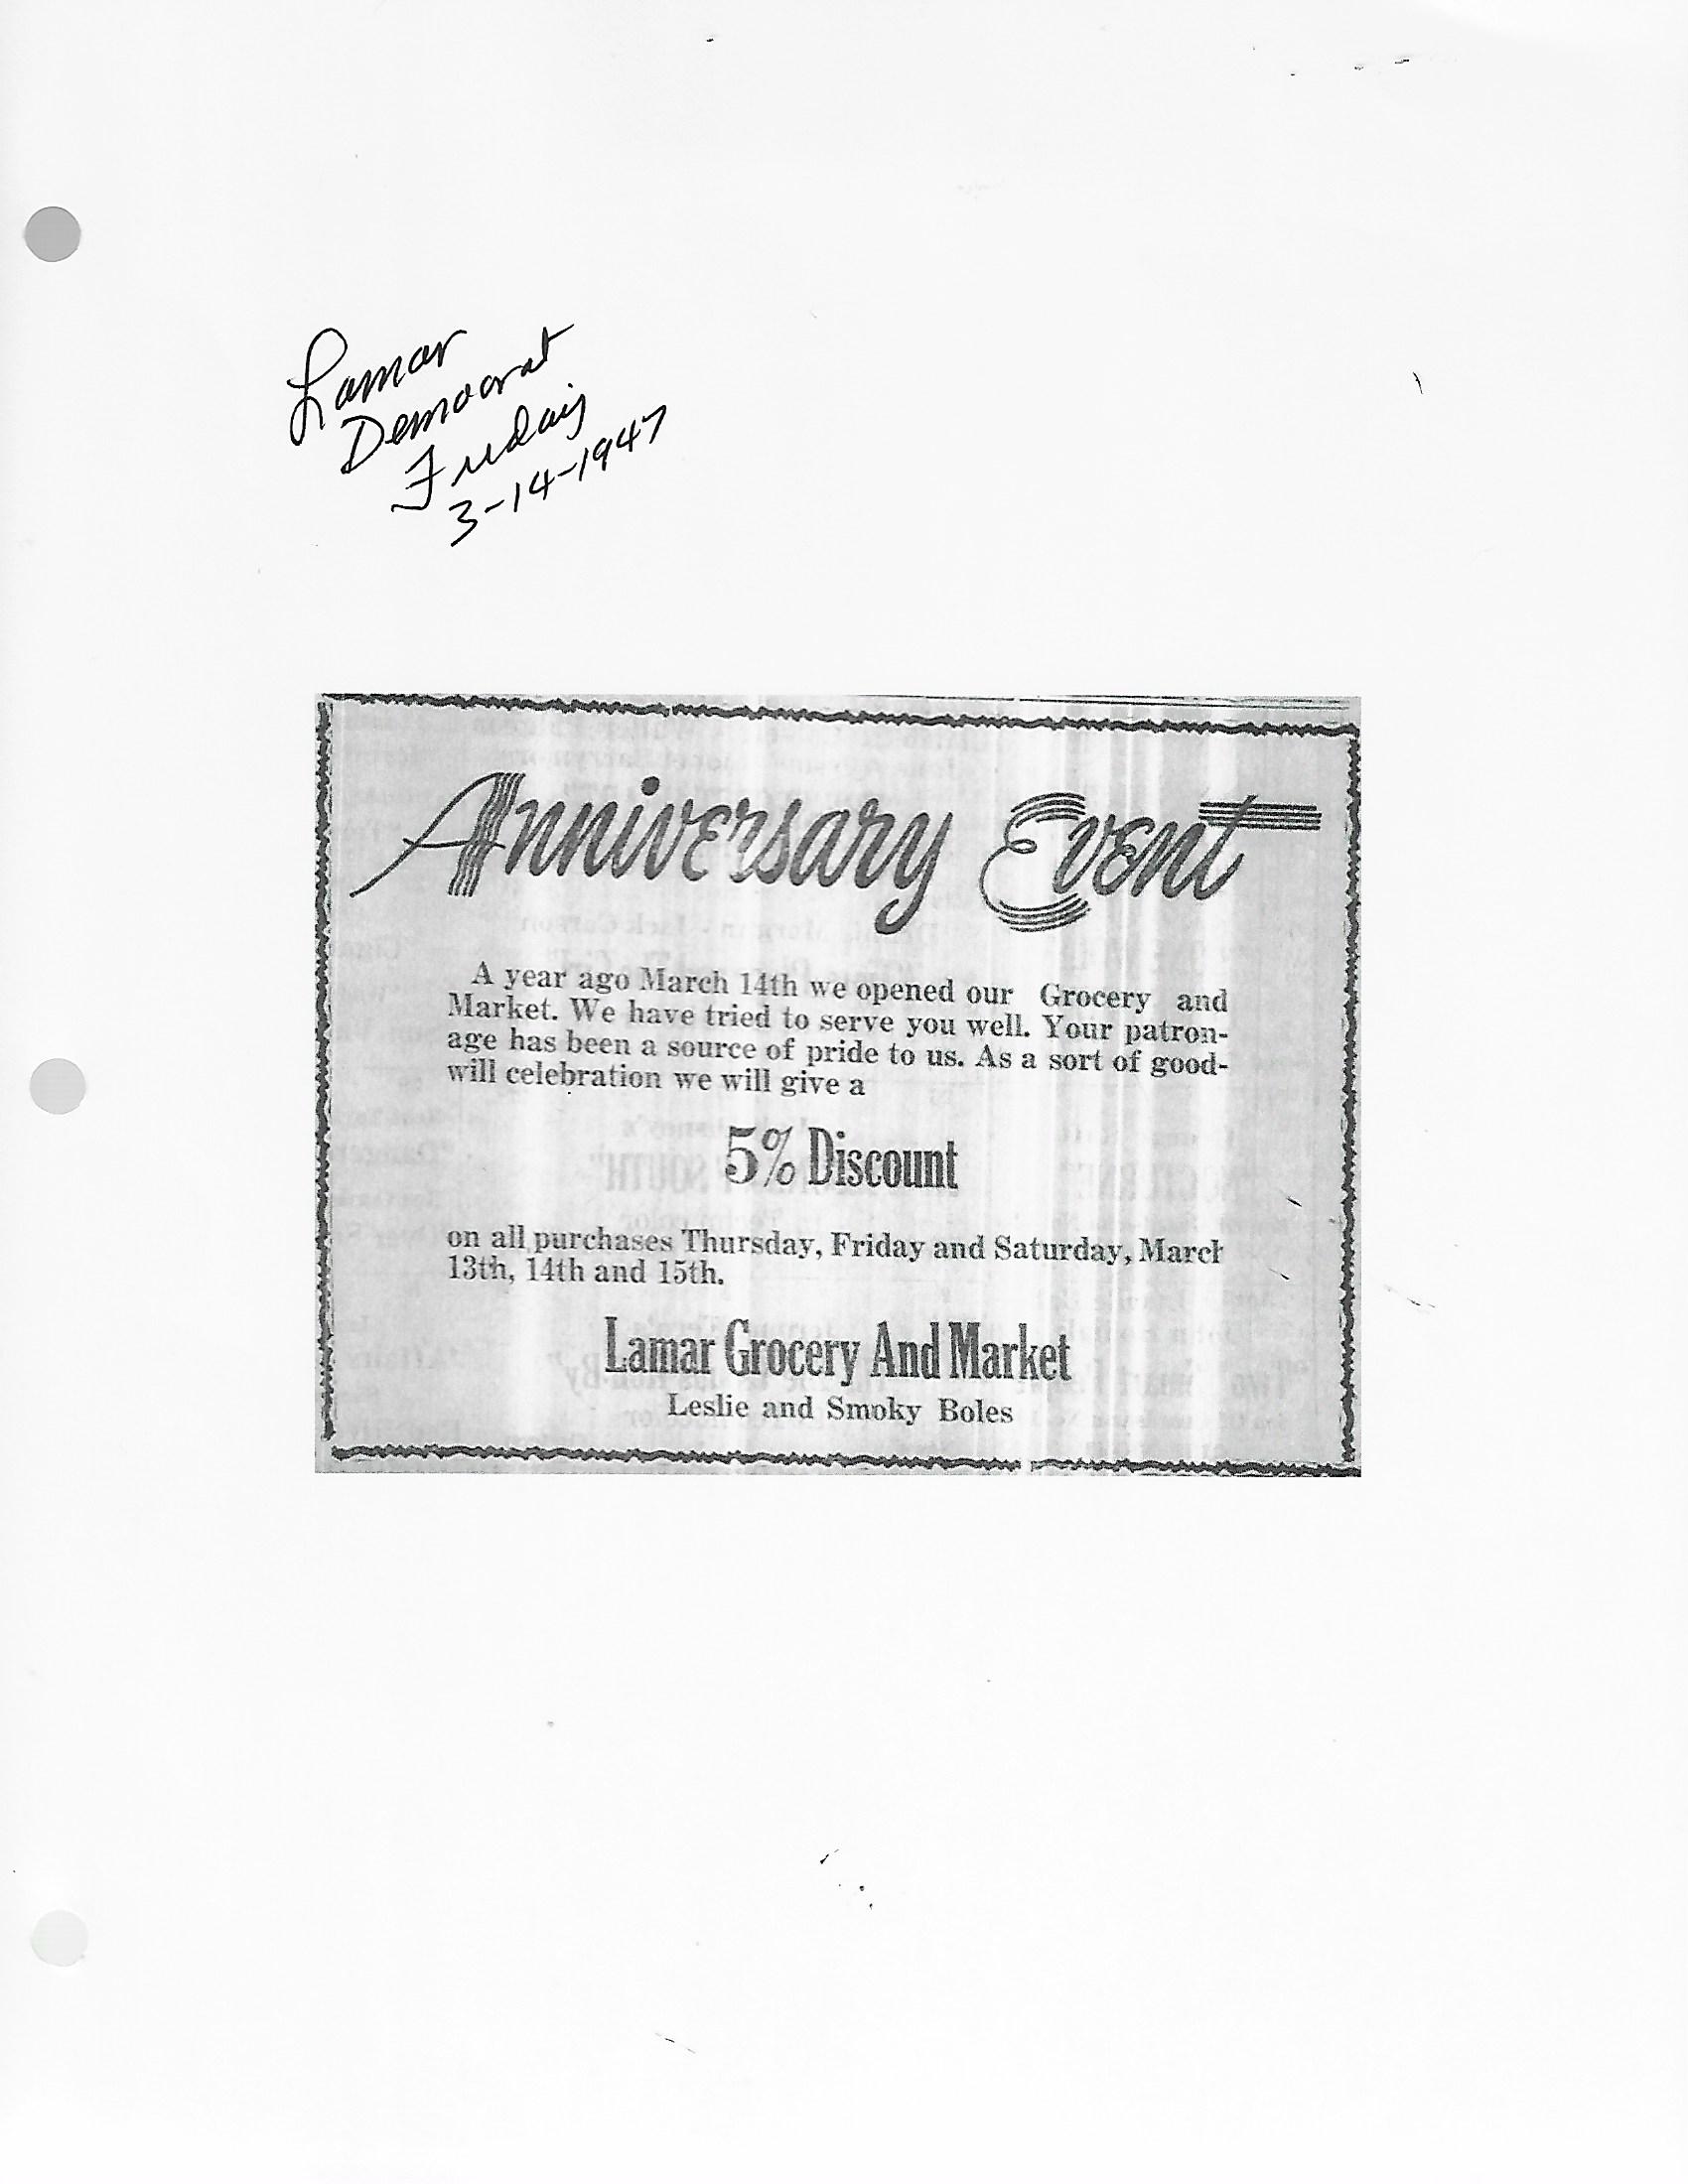 Lamar
Democrat
Friday
3-14-1947
Anniversary Event
A year ago March 14th we opened our Grocery and
Market. We have tried to serve you well. Your patron-
age has been a source of pride to us. As a sort of good-
will celebration we will give a
5% Discount
on all purchases Thursday, Friday and Saturday, March
13th, 14th and 15th.
Lamar Grocery And Market
Leslie and Smoky Boles